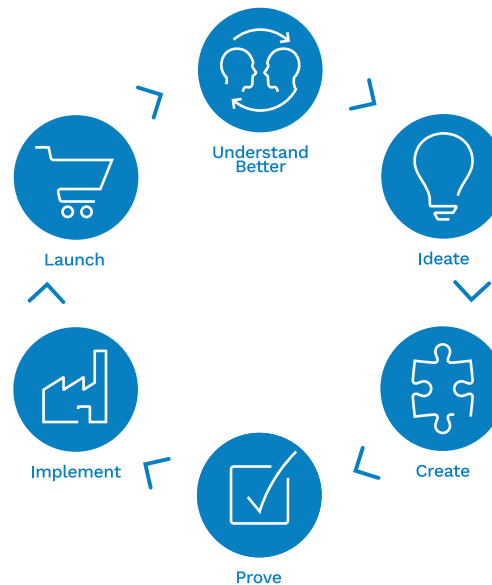 Understand
Better
Ideate
Create
Prove
Implement
Launch